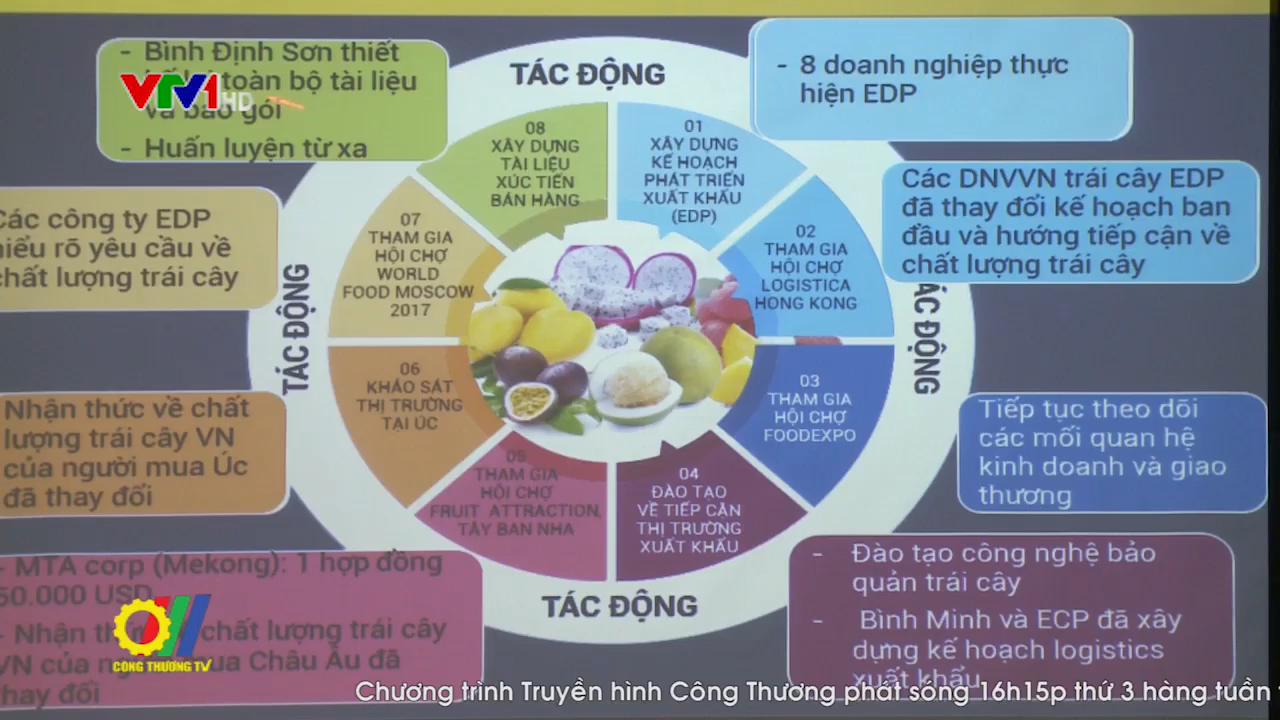 - Bình Định Sơn thiết
toàn bộ tài liệu
và bao gói
- Huấn luyện từ xa
VTV1 HD
TÁC ĐỘNG
- 8 doanh nghiệp thực
hiện EDP
08
XÂY DỰNG
TÀI LIỆU
XÚC TIẾN
BÁN HÀNG
01
XÂY DỰNG
KẾ HOẠCH
PHÁT TRIỂN
XUẤT KHẨU
(EDP)
Các DNVVN trái cây EDP
đã thay đổi kế hoạch ban
đầu và hướng tiếp cận về
chất lượng trái cây
Các công ty EDP
hiểu rõ yêu cầu về
chất lượng trái cây
07
THAM GIA
HỘI CHỢ
WORLD
FOOD MOSCOW
2017
02
THAM GIA
HỘI CHỢ
LOGISTICA
HONG KONG
TÁC ĐỘNG
TÁC ĐỘNG
06
KHẢO SÁT
THỊ TRƯỜNG
TẠI ÚC
03
THAM GIA
HỘI CHỢ
FOODEXPO
Nhận thức về chất
lượng trái cây VN
của người mua Úc
đã thay đổi
Tiếp tục theo dõi
các mối quan hệ
kinh doanh và giao
thương
05
THAM GIA
HỘI CHỢ
FRUIT ATTRACTION,
TÂY BAN NHA
04
ĐÀO TẠO
VỀ TIẾP CẬN
THỊ TRƯỜNG
XUẤT KHẨU
- MTA corp (Mekong): 1 hợp đồng
50.000 USD
- Nhận thức về chất lượng trái cây
VN của người mua Châu Âu đã
thay đổi
TÁC ĐỘNG
- Đào tạo công nghệ bảo
quản trái cây
- Bình Minh và ECP đã xây
dựng kế hoạch logistics
xuất khẩu
CÔNG THƯƠNG TV
Chương trình Truyền hình Công Thương phát sóng 16h15p thứ 3 hàng tuần